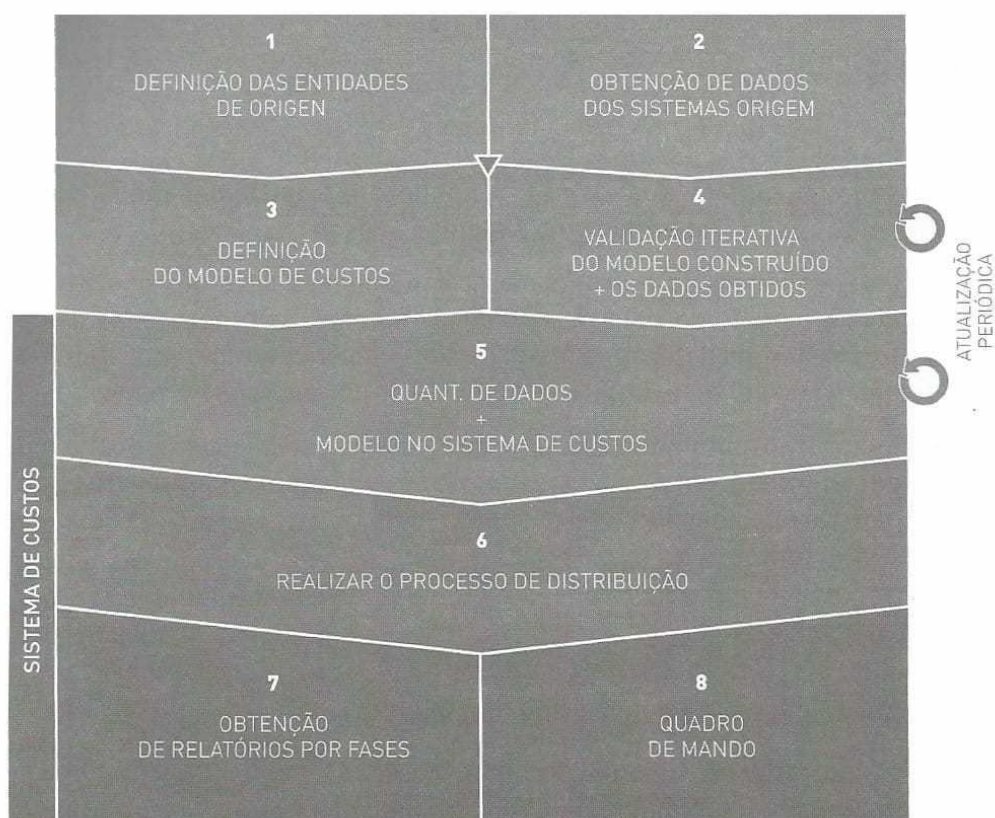 1
DEFINIÇÃO DAS ENTIDADES
DE ORIGEN
2
OBTENÇÃO DE DADOS
DOS SISTEMAS ORIGEM
3
DEFINIÇÃO
DO MODELO DE CUSTOS
4
VALIDAÇÃO ITERATIVA
DO MODELO CONSTRUÍDO
+ OS DADOS OBTIDOS
ATUALIZAÇÃO
PERIÓDICA
5
QUANT. DE DADOS
+
MODELO NO SISTEMA DE CUSTOS
SISTEMA DE CUSTOS
6
REALIZAR O PROCESSO DE DISTRIBUIÇÃO
7
OBTENÇÃO
DE RELATÓRIOS POR FASES
8
QUADRO
DE MANDO